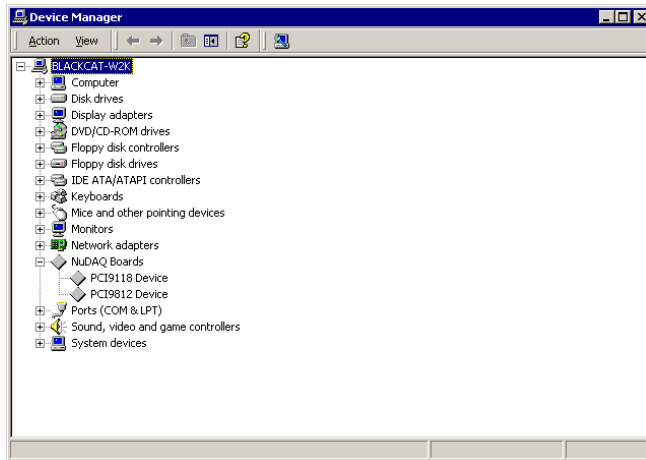 Device Manager
Action View
BLACKCAT-W2K
Computer
Disk drives
Display adapters
DVD/CD-ROM drives
Floppy disk controllers
Floppy disk drives
IDE ATA/ATAPI controllers
Keyboards
Mice and other pointing devices
Monitors
Network adapters
NuDAQ Boards
PCI9118 Device
PCI9812 Device
Ports (COM & LPT)
Sound, video and game controllers
System devices